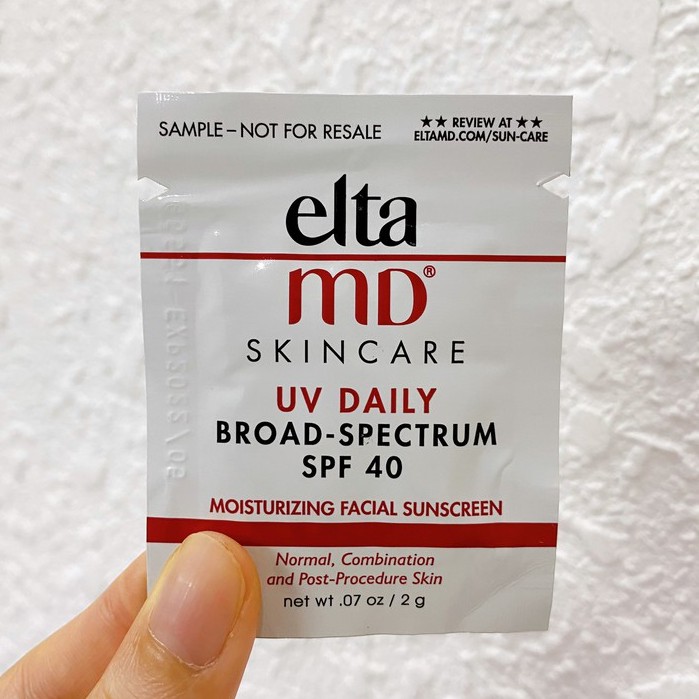 SAMPLE – NOT FOR RESALE
★★ REVIEW AT ★★
ELTAMD.COM/SUN-CARE
elta
MD®
SKINCARE
UV DAILY
BROAD-SPECTRUM
SPF 40
MOISTURIZING FACIAL SUNSCREEN
Normal, Combination
and Post-Procedure Skin
net wt .07 oz / 2 g